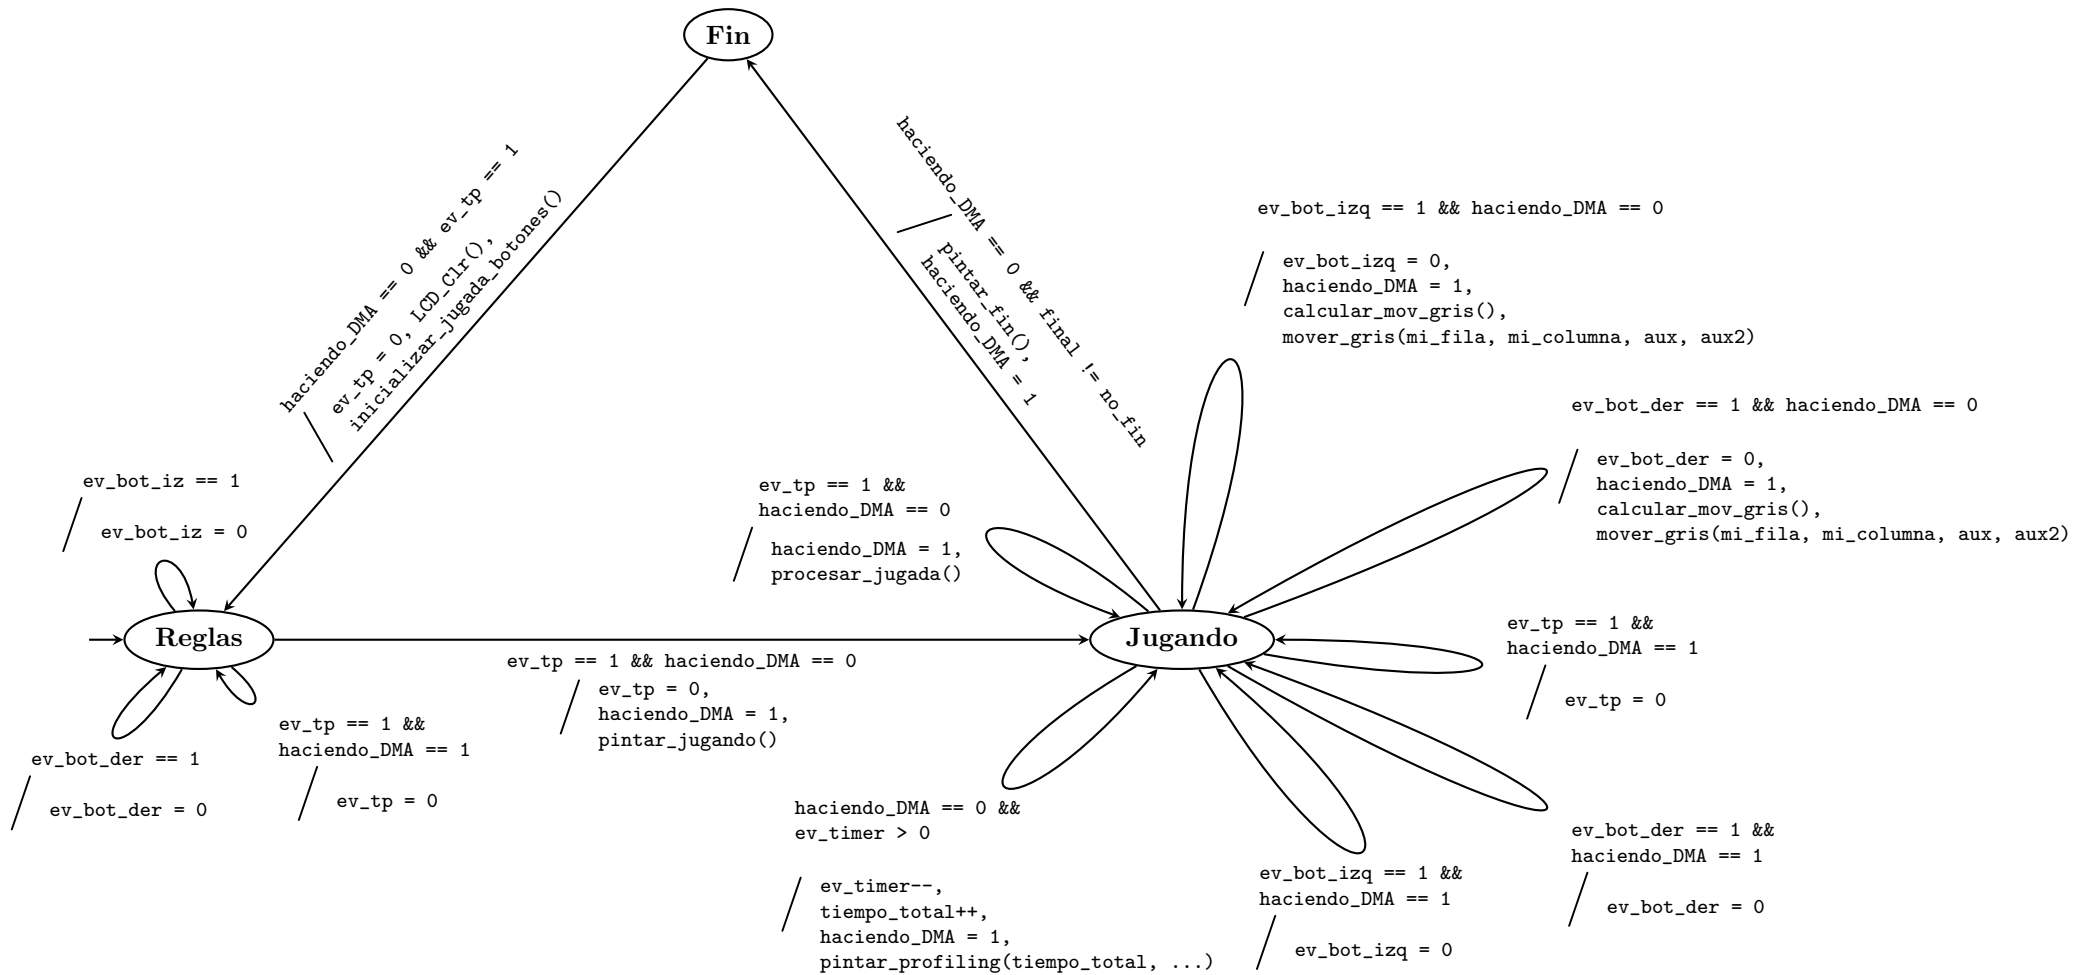 Fin
haciendo_DMA == 0 && ev_tp == 1
ev_tp = 0, LCD_Clr(),
inicializar_jugada_botones()
haciendo_DMA == 0 && final != no_fin
pintar_fin(),
haciendo_DMA = 1
ev_bot_izq == 1 && haciendo_DMA == 0
ev_bot_izq = 0,
haciendo_DMA = 1,
calcular_mov_gris(),
mover_gris(mi_fila, mi_columna, aux, aux2)
ev_bot_der == 1 && haciendo_DMA == 0
ev_bot_der = 0,
haciendo_DMA = 1,
calcular_mov_gris(),
mover_gris(mi_fila, mi_columna, aux, aux2)
ev_bot_iz == 1
ev_bot_iz = 0
ev_tp == 1 &&
haciendo_DMA == 0
haciendo_DMA = 1,
procesar_jugada()
Reglas
Jugando
ev_tp == 1 &&
haciendo_DMA == 1
ev_tp = 0
ev_tp == 1 && haciendo_DMA == 0
ev_tp = 0,
haciendo_DMA = 1,
pintar_jugando()
ev_bot_der == 1
ev_bot_der = 0
ev_tp == 1 &&
haciendo_DMA == 1
ev_tp = 0
haciendo_DMA == 0 &&
ev_timer > 0
ev_timer--,
tiempo_total++,
haciendo_DMA = 1,
pintar_profiling(tiempo_total, ...)
ev_bot_izq == 1 &&
haciendo_DMA == 1
ev_bot_izq = 0
ev_bot_der == 1 &&
haciendo_DMA == 1
ev_bot_der = 0